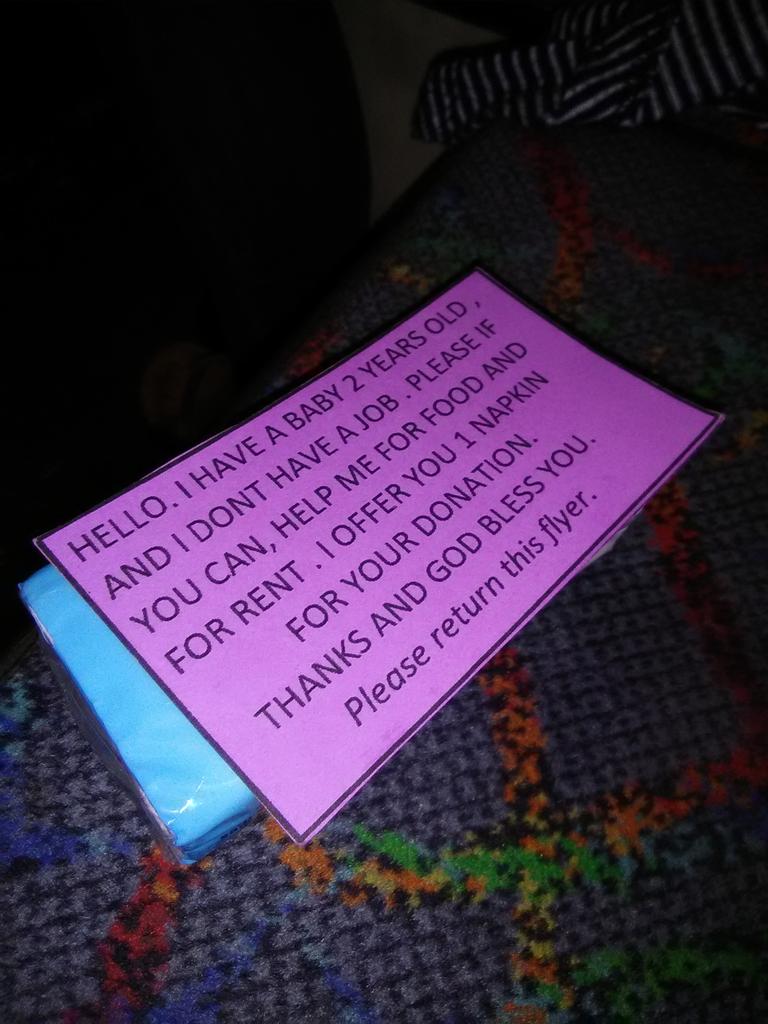 HELLO. I HAVE A BABY 2 YEARS OLD ,
AND I DONT HAVE A JOB . PLEASE IF
YOU CAN, HELP ME FOR FOOD AND
FOR RENT . I OFFER YOU 1 NAPKIN
FOR YOUR DONATION.
THANKS AND GOD BLESS YOU.
Please return this flyer.